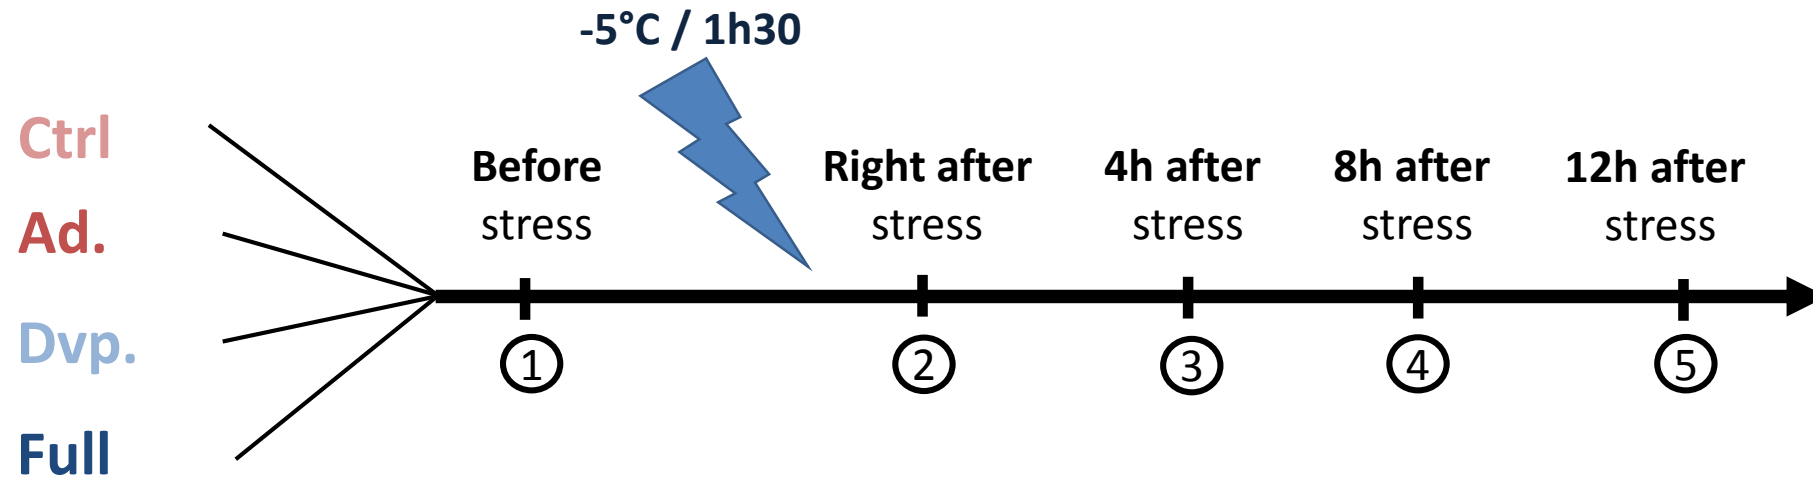 -5°C / 1h30
Ctrl
Ad.
Dvp.
Full
Before
stress
Right after
stress
4h after
stress
8h after
stress
12h after
stress
1
2
3
4
5